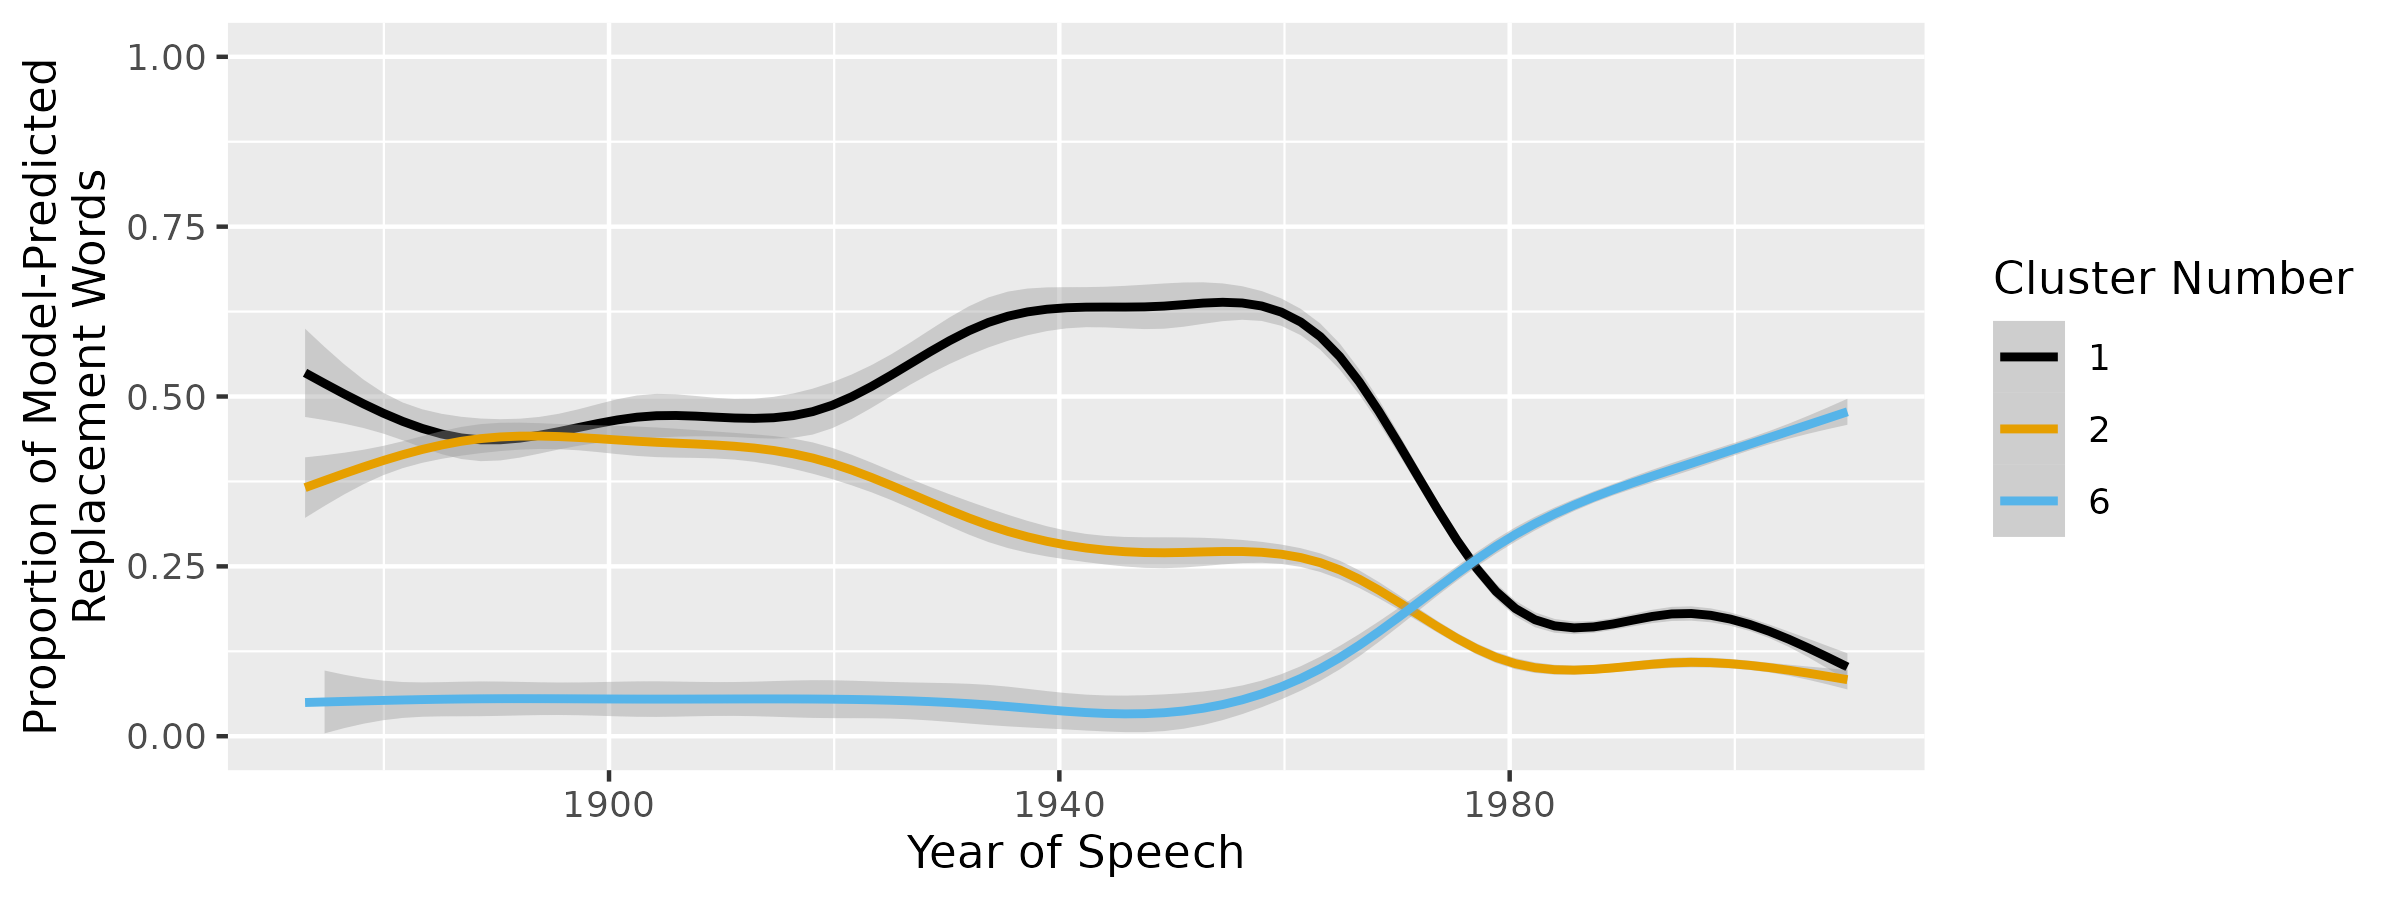 Proportion of Model-Predicted
Replacement Words
1.00
0.75
0.50
0.25
0.00
1900
1940
1980
Year of Speech
Cluster Number
1
2
6